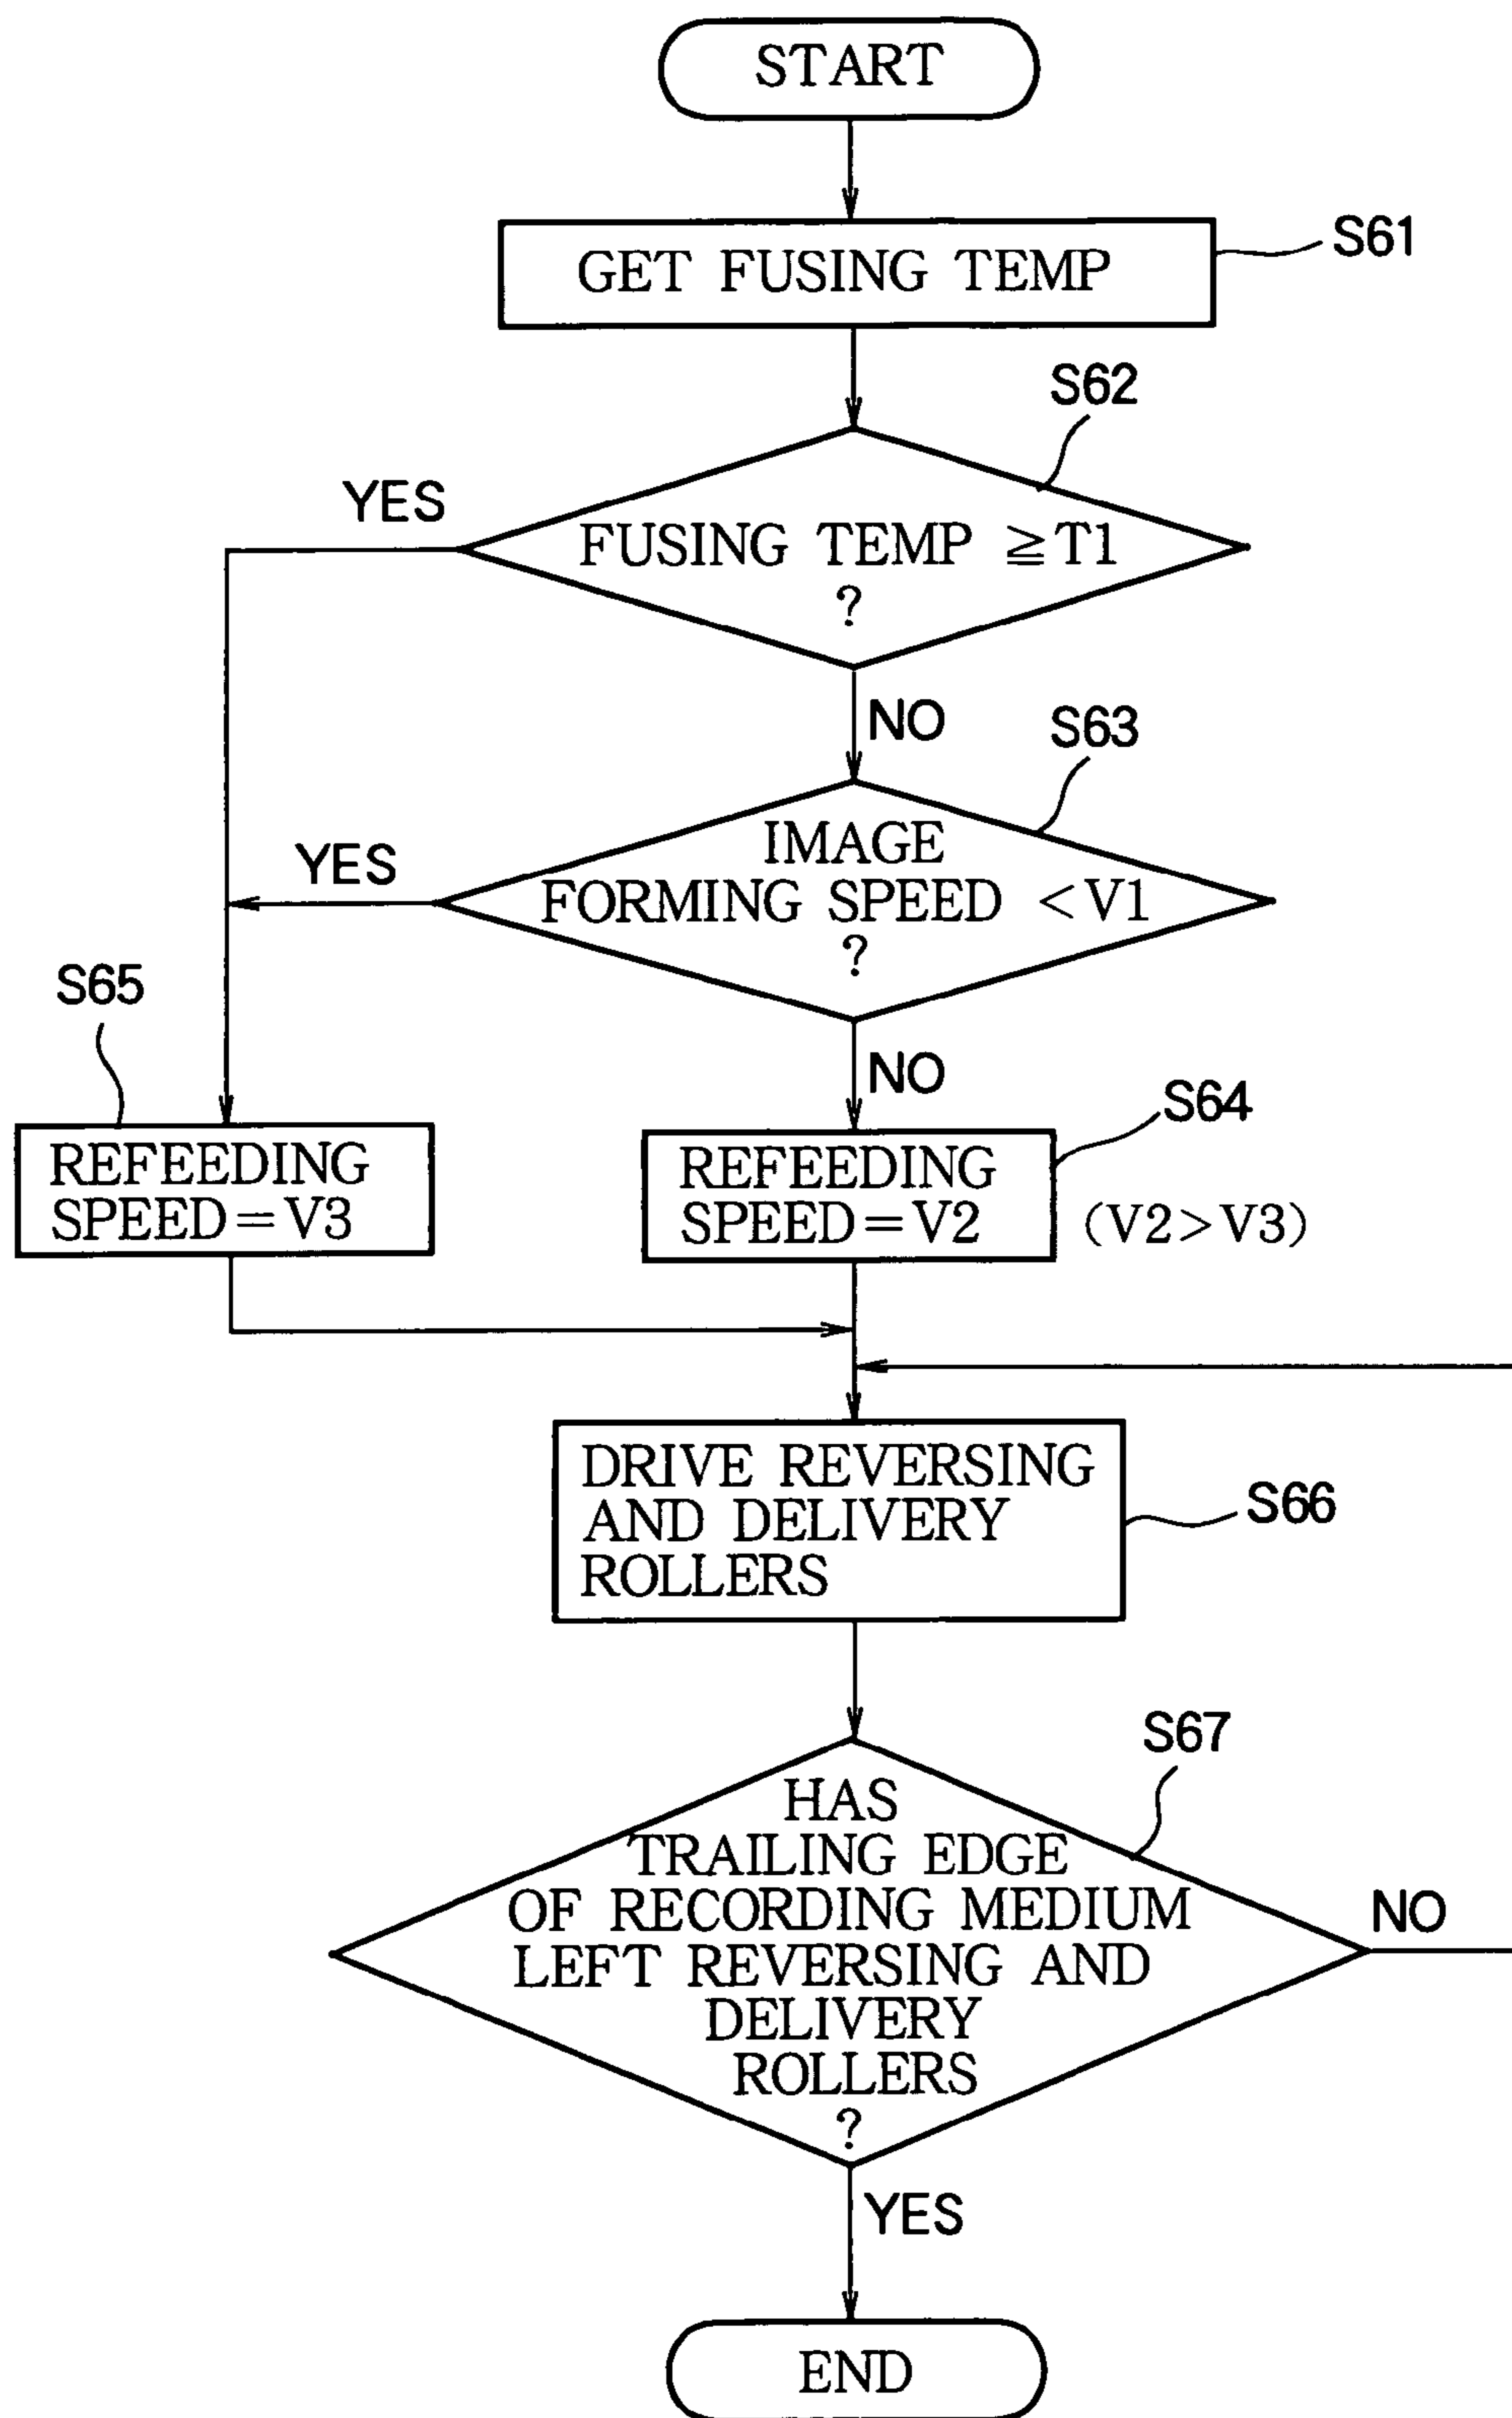 START
GET FUSING TEMP
S61
S62
YES
FUSING TEMP ≧T1
?
NO
S63
IMAGE
YES
FORMING SPEED <V1
?
S65
NO
S64
REFEEDING
SPEED=V3
REFEEDING
SPEED=V2
(V2>V3)
DRIVE REVERSING
AND DELIVERY
ROLLERS
S66
S67
HAS
TRAILING EDGE
OF RECORDING MEDIUM
LEFT REVERSING AND
DELIVERY
ROLLERS
?
NO
YES
END